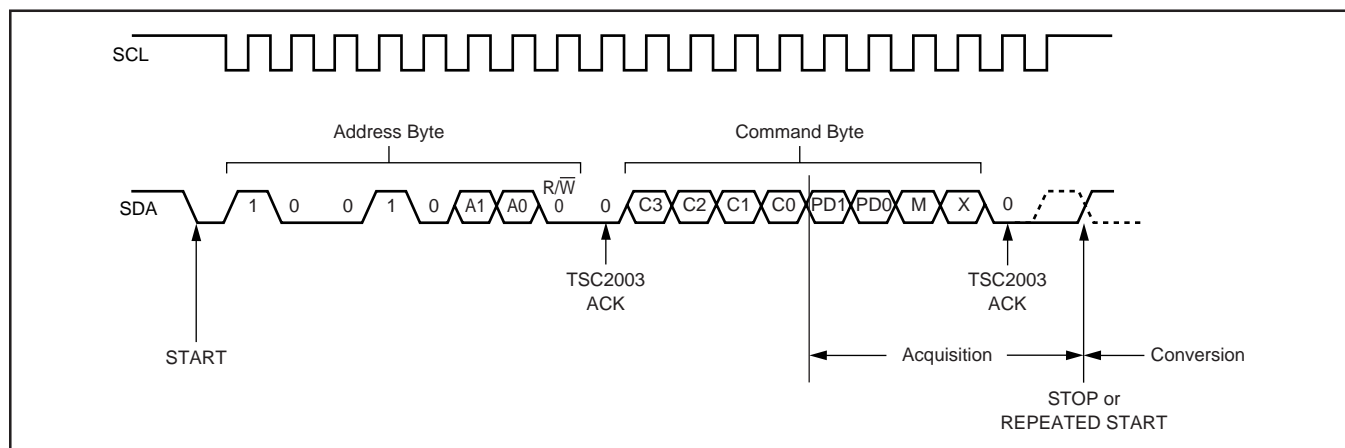 SCL
Address Byte
Command Byte
SDA
1 0 0 1 0 A1 A0 R/W̅ 0 0 C3 C2 C1 C0 PD1 PD0 M X 0
TSC2003
ACK
TSC2003
ACK
START
Acquisition
Conversion
STOP or
REPEATED START